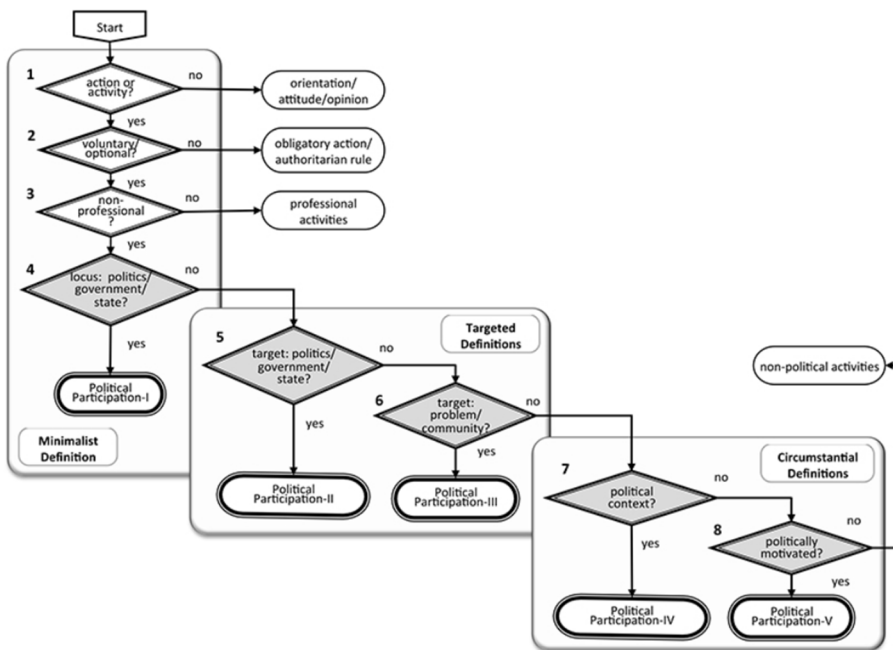 Start
1
action or
activity?
no
orientation/
attitude/opinion
yes
2
voluntary/
optional?
no
obligatory action/
authoritarian rule
yes
3
non-
professional
?
no
professional
activities
yes
4
locus: politics/
government/
state?
no
yes
Political
Participation-I
Minimalist
Definition
5
target: politics/
government/
state?
no
Targeted
Definitions
yes
Political
Participation-II
6
target:
problem/
community?
no
yes
Political
Participation-III
non-political activities
7
political
context?
no
Circumstantial
Definitions
yes
Political
Participation-IV
8
politically
motivated?
no
yes
Political
Participation-V